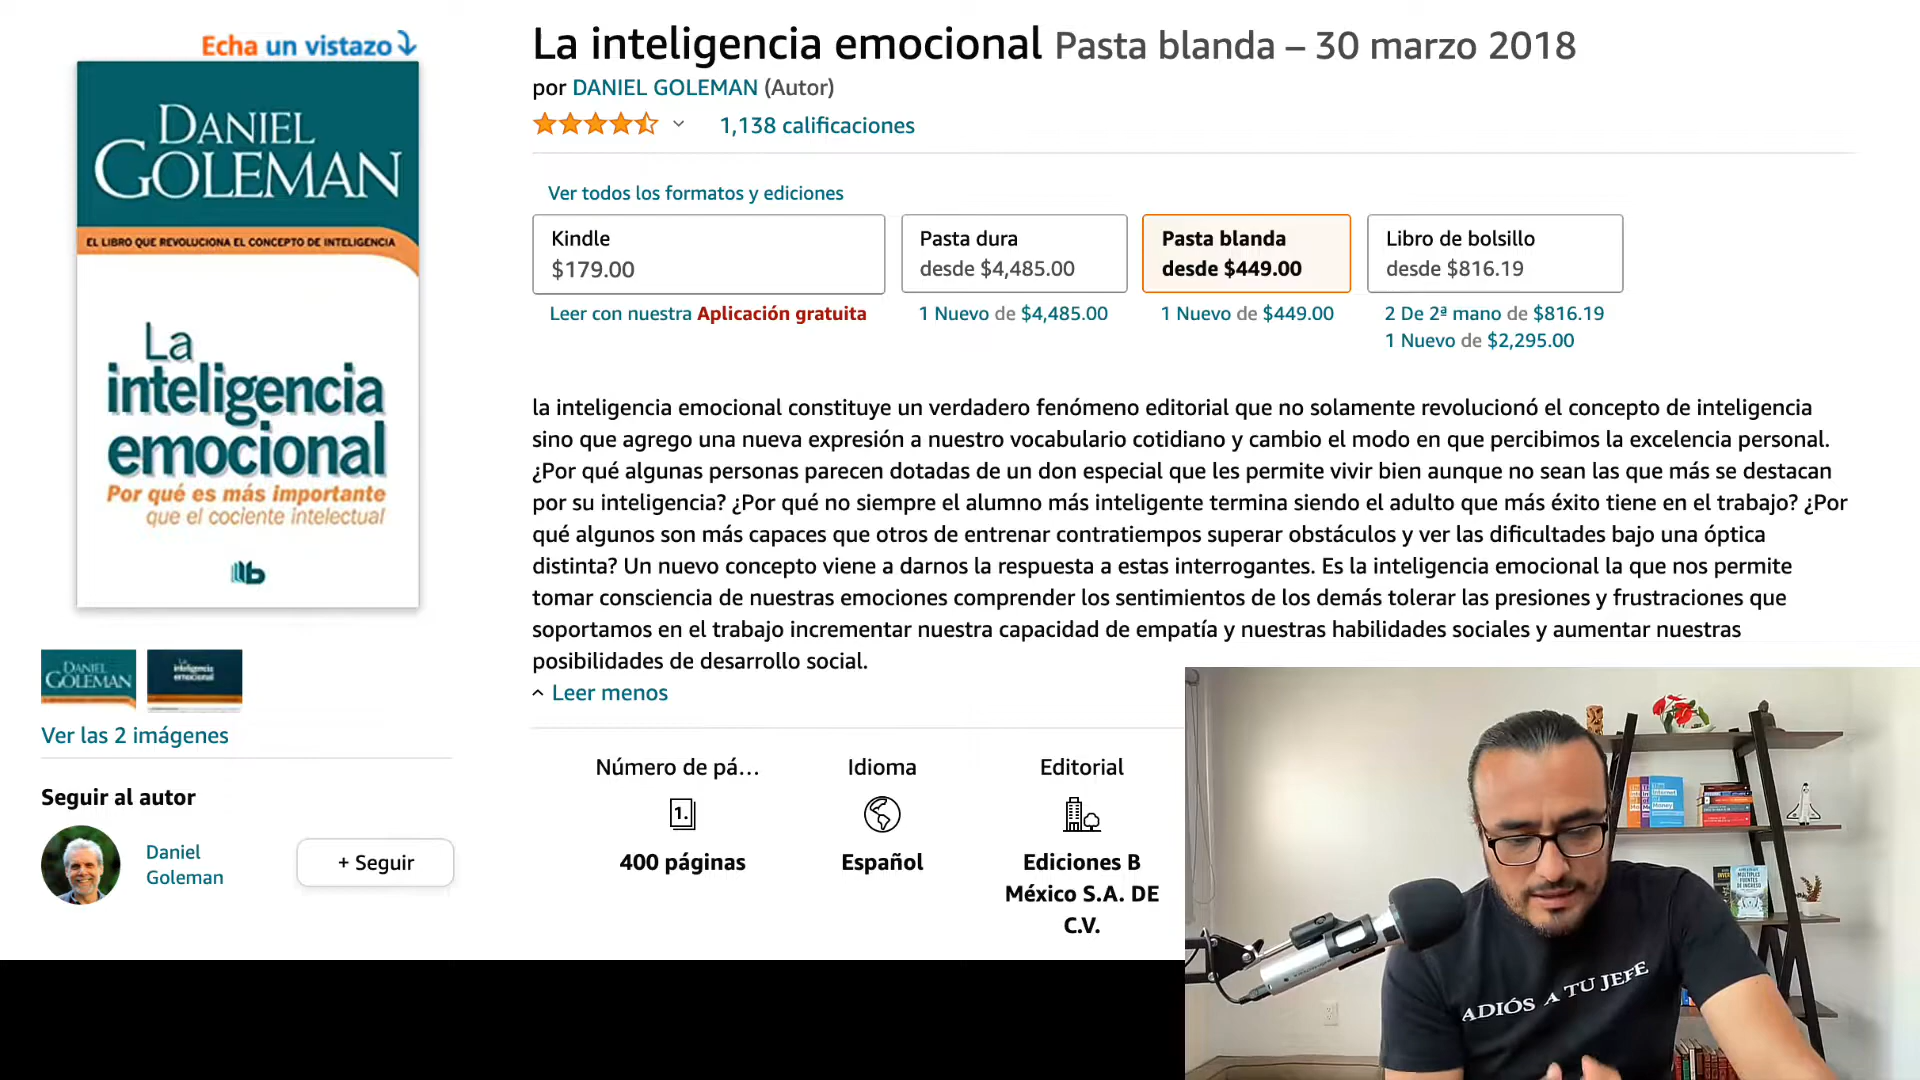 Echa un vistazo
DANIEL
GOLEMAN
EL LIBRO QUE REVOLUCIONA EL CONCEPTO DE INTELIGENCIA
La
inteligencia
emocional
Por qué es más importante
que el cociente intelectual
b
DANIEL
GOLEMAN
La
inteligencia
emocional
Ver las 2 imágenes
Seguir al autor
Daniel
Goleman
+ Seguir
La inteligencia emocional Pasta blanda – 30 marzo 2018
por DANIEL GOLEMAN (Autor)
1,138 calificaciones
Ver todos los formatos y ediciones
Kindle
$179.00
Leer con nuestra Aplicación gratuita
Pasta dura
desde $4,485.00
1 Nuevo de $4,485.00
Pasta blanda
desde $449.00
1 Nuevo de $449.00
Libro de bolsillo
desde $816.19
2 De 2ª mano de $816.19
1 Nuevo de $2,295.00
la inteligencia emocional constituye un verdadero fenómeno editorial que no solamente revolucionó el concepto de inteligencia
sino que agrego una nueva expresión a nuestro vocabulario cotidiano y cambio el modo en que percibimos la excelencia personal.
¿Por qué algunas personas parecen dotadas de un don especial que les permite vivir bien aunque no sean las que más se destacan
por su inteligencia? ¿Por qué no siempre el alumno más inteligente termina siendo el adulto que más éxito tiene en el trabajo? ¿Por
qué algunos son más capaces que otros de entrenar contratiempos superar obstáculos y ver las dificultades bajo una óptica
distinta? Un nuevo concepto viene a darnos la respuesta a estas interrogantes. Es la inteligencia emocional la que nos permite
tomar consciencia de nuestras emociones comprender los sentimientos de los demás tolerar las presiones y frustraciones que
soportamos en el trabajo incrementar nuestra capacidad de empatía y nuestras habilidades sociales y aumentar nuestras
posibilidades de desarrollo social.
Leer menos
Número de pá…
1.
400 páginas
Idioma
Español
Editorial
Ediciones B
México S.A. DE
C.V.
Internet
Money
MÚLTIPLES
FUENTES
DE INGRESO
ADIÓS A TU JEFE